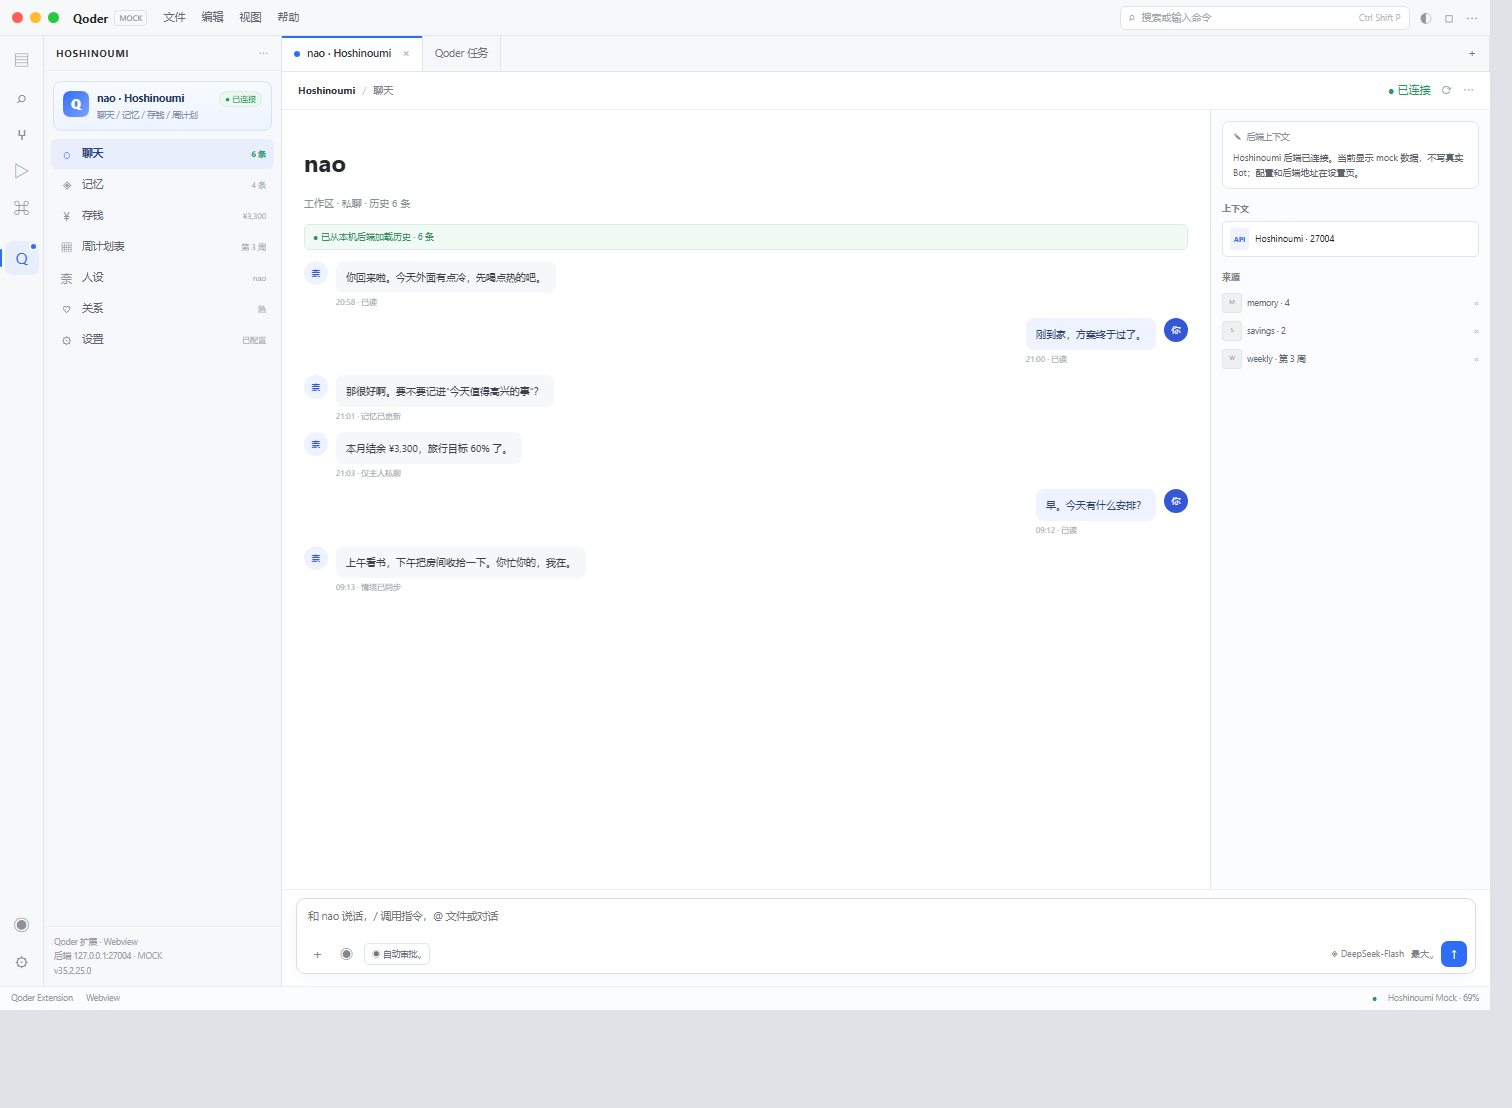 Qoder MOCK 文件 编辑 视图 帮助
搜索或输入命令 Ctrl Shift P
HOSHINOUMI
nao · Hoshinoumi
Qoder 任务
Q
nao · Hoshinoumi
已连接
聊天 / 记忆 / 存钱 / 周计划
聊天 6 条
记忆 4 条
¥ 存钱 ¥3,300
周计划表 第 3 周
奈 人设 nao
关系 熟
设置 已配置
Q
Qoder 扩展 · Webview
后端 127.0.0.1:27004 · MOCK
v35.2.25.0
Hoshinoumi / 聊天
已连接
nao
工作区 · 私聊 · 历史 6 条
已从本机后端加载历史 · 6 条
奈
你回来啦。今天外面有点冷，先喝点热的吧。
20:58 · 已读
刚到家，方案终于过了。
你
21:00 · 已读
奈
那很好啊。要不要记进“今天值得高兴的事”？
21:01 · 记忆已更新
奈
本月结余 ¥3,300，旅行目标 60% 了。
21:03 · 仅主人私聊
早。今天有什么安排？
你
09:12 · 已读
奈
上午看书，下午把房间收拾一下。你忙你的，我在。
09:13 · 情境已同步
后端上下文
Hoshinoumi 后端已连接。当前显示 mock 数据，不写真实
Bot；配置和后端地址在设置页。
上下文
API Hoshinoumi · 27004
来源
M memory · 4
S savings · 2
W weekly · 第 3 周
和 nao 说话，/ 调用指令，@ 文件或对话
自动审批
DeepSeek-Flash 最大
Qoder Extension Webview
Hoshinoumi Mock · 69%